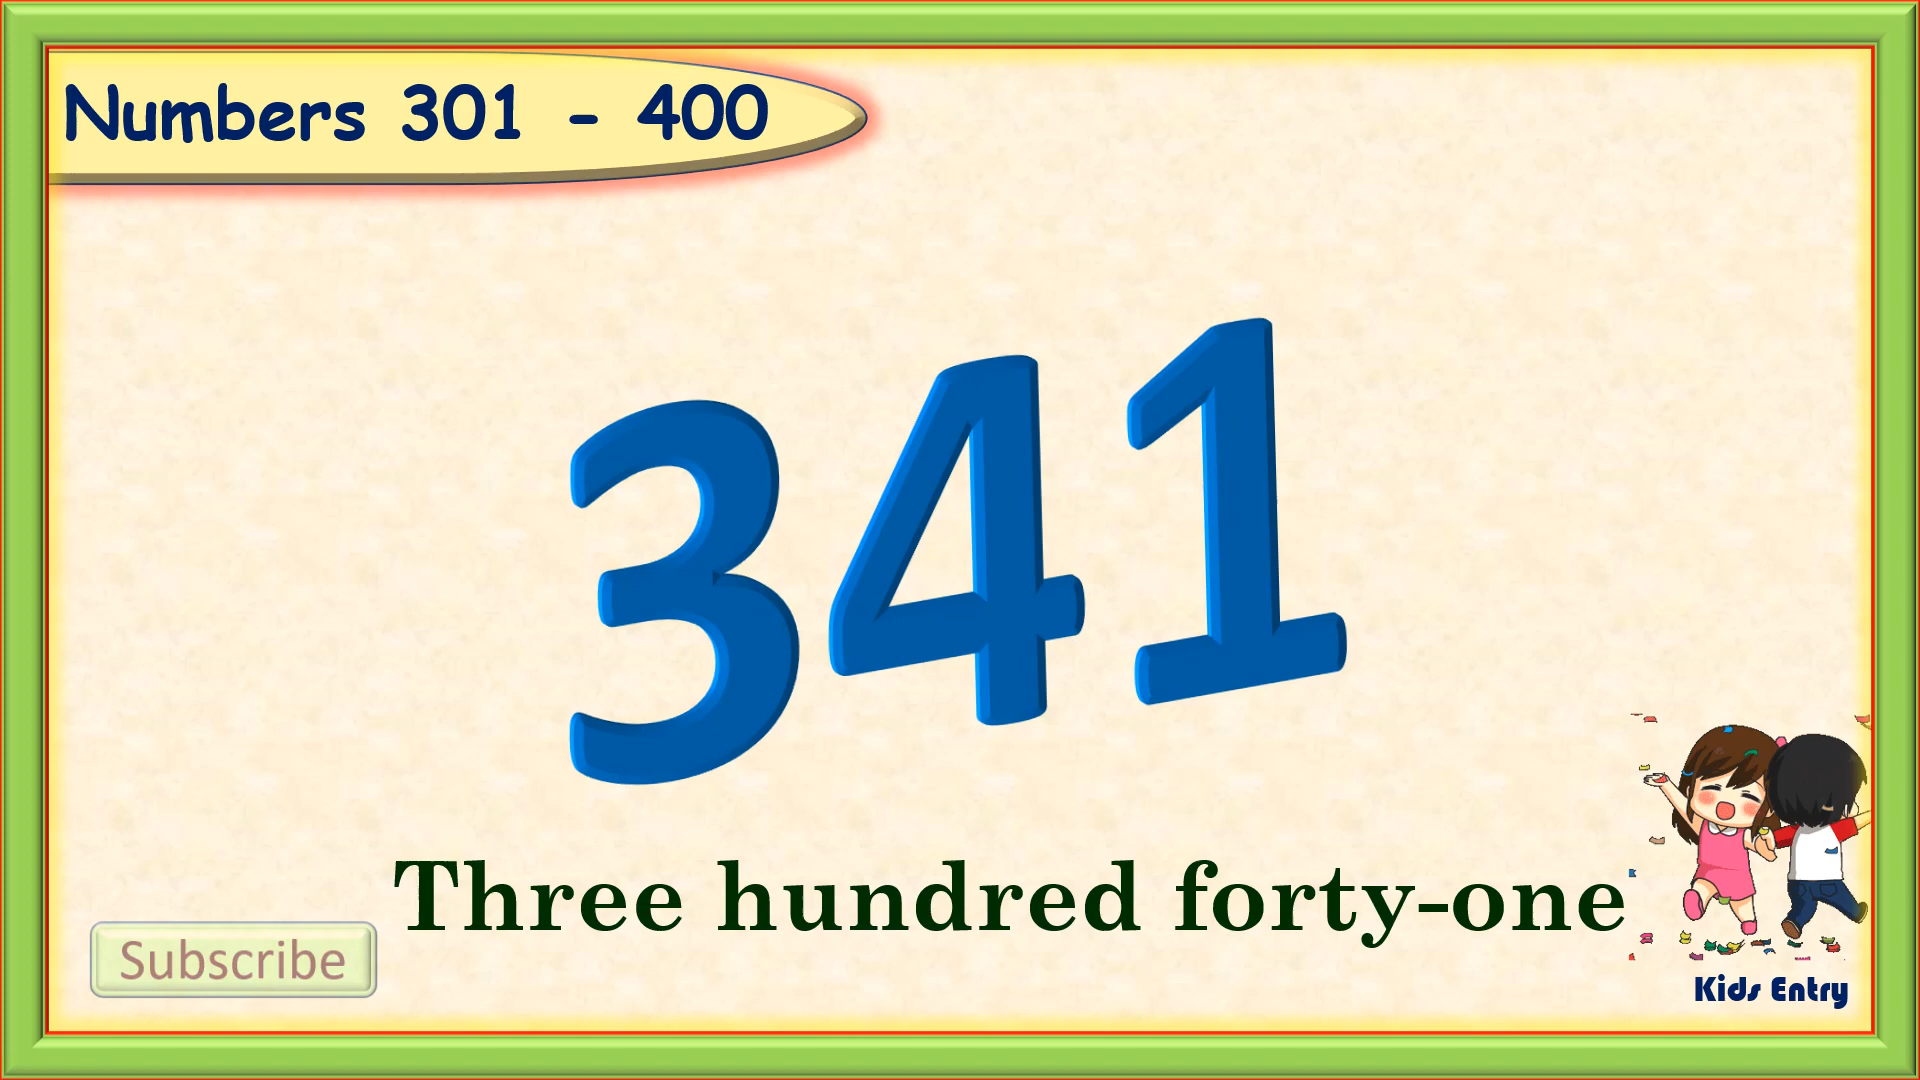 Numbers 301 - 400
341
Three hundred forty-one
Subscribe
Kids Entry